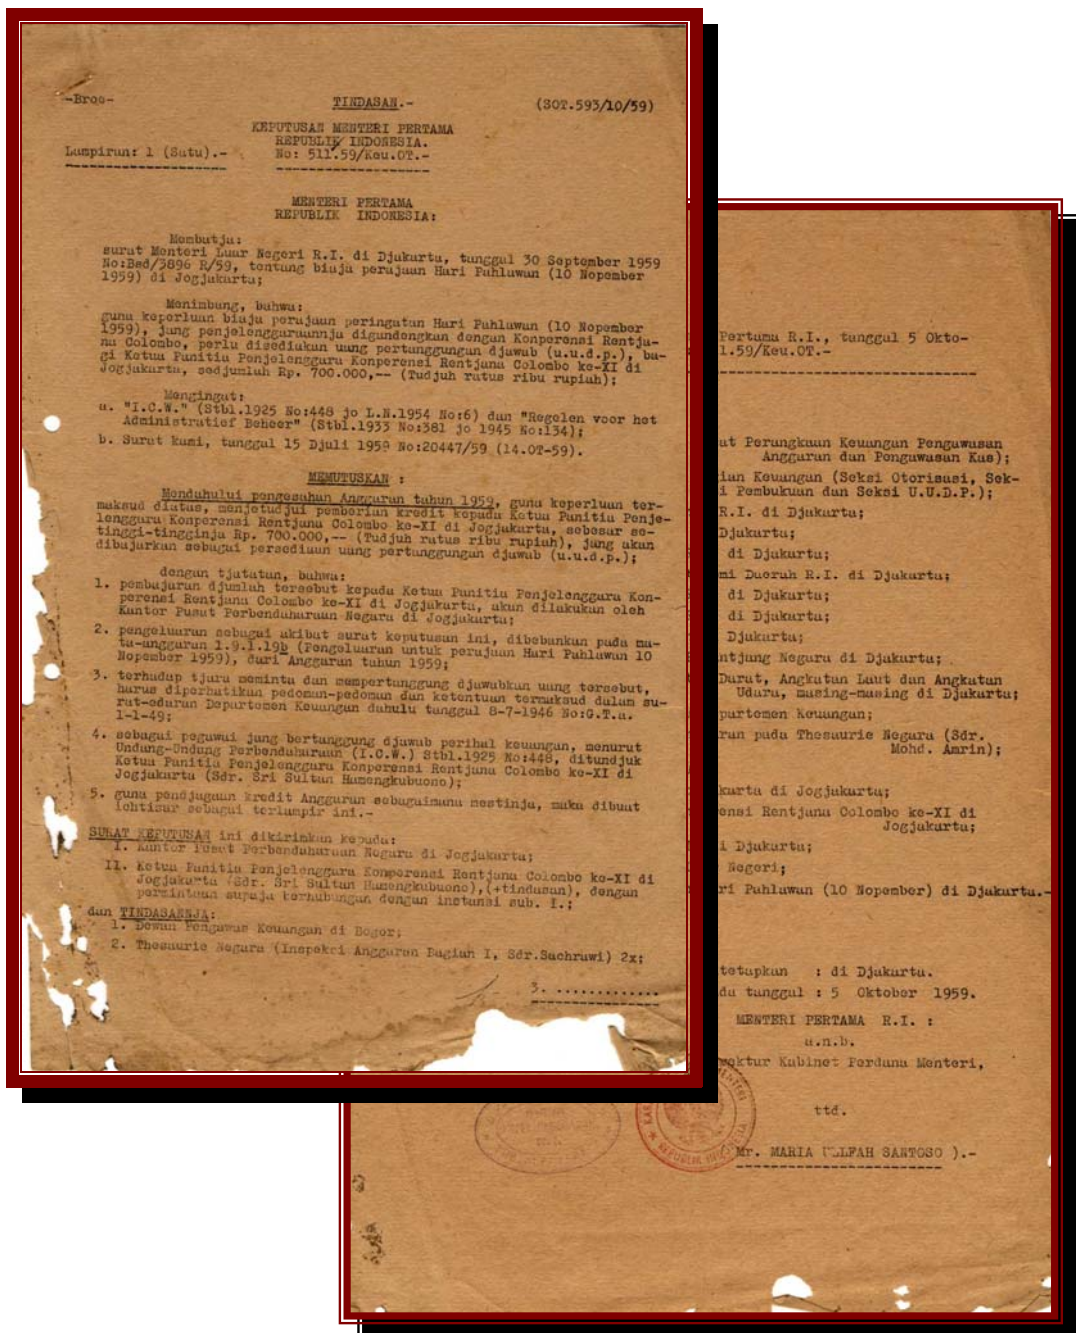 -Broo-
TINDASAN.-
(SOT.593/10/59)
KEPUTUSAN MENTERI PERTAMA
REPUBLIK INDONESIA.
Lampiran: 1 (Satu).-
No: 511.59/Keu.OT.-
MENTERI PERTAMA
REPUBLIK INDONESIA:
Membatja:
surat Menteri Luar Negeri R.I. di Djakarta, tanggal 30 September 1959
No:Bsd/3896 R/59, tentang biaja perajaan Hari Pahlawan (10 Nopember
1959) di Jogjakarta;
Menimbang, bahwa:
guna keperluan biaja perajaan peringatan Hari Pahlawan (10 Nopember
1959), jang penjelenggaraannja digandengkan dengan Konperensi Rentja-
na Colombo, perlu disediakan uang pertanggungan djawab (u.u.d.p.), ba-
gi Ketua Panitia Penjelenggara Konperensi Rentjana Colombo ke-XI di
Jogjakarta, sedjumlah Rp. 700.000,-- (Tudjuh ratus ribu rupiah);
Mengingat:
a. "I.C.W." (Stbl.1925 No:448 jo L.N.1954 No:6) dan "Regelen voor het
Administratief Beheer" (Stbl.1933 No:381 jo 1945 No:134);
b. Surat kami, tanggal 15 Djuli 1959 No:20447/59 (14.OT-59).
MEMUTUSKAN :
Mendahului pengesahan Anggaran tahun 1959, guna keperluan ter-
maksud diatas, menjetudjui pemberian kredit kepada Ketua Panitia Penje-
lenggara Konperensi Rentjana Colombo ke-XI di Jogjakarta, sebesar se-
tinggi-tingginja Rp. 700.000,-- (Tudjuh ratus ribu rupiah), jang akan
dibajarkan sebagai persediaan uang pertanggungan djawab (u.u.d.p.);
dengan tjatatan, bahwa:
1. pembajaran djumlah tersebut kepada Ketua Panitia Penjelenggara Kon-
perensi Rentjana Colombo ke-XI di Jogjakarta, akan dilakukan oleh
Kantor Pusat Perbendaharaan Negara di Jogjakarta;
2. pengeluaran sebagai akibat surat keputusan ini, dibebankan pada ma-
ta-anggaran 1.9.1.19b (Pengeluaran untuk perajaan Hari Pahlawan 10
Nopember 1959), dari Anggaran tahun 1959;
3. terhadap tjara meminta dan mempertanggung djawabkan uang tersebut,
harus diperhatikan pedoman-pedoman dan ketentuan termaksud dalam su-
rat-edaran Departemen Keuangan dahulu tanggal 8-7-1946 No:G.T.a.
1-1-49;
4. sebagai pegawai jang bertanggung djawab perihal keuangan, menurut
Undang-Undang Perbendaharaan (I.C.W.) Stbl.1925 No:448, ditundjuk
Ketua Panitia Penjelenggara Konperensi Rentjana Colombo ke-XI di
Jogjakarta (Sdr. Sri Sultan Hamengkubuono);
5. guna pendjagaan kredit Anggaran sebagaimana mestinja, maka dibuat
ichtisar sebagai terlampir ini.-
SURAT KEPUTUSAN ini dikirimkan kepada:
I. Kantor Pusat Perbendaharaan Negara di Jogjakarta;
II. Ketua Panitia Penjelenggara Konperensi Rentjana Colombo ke-XI di
Jogjakarta (Sdr. Sri Sultan Hamengkubuono),(+tindasan), dengan
permintaan supaja berhubungan dengan instansi sub. I.;
dan TINDASANNJA:
1. Dewan Pengawas Keuangan di Bogor;
2. Thesaurie Negara (Inspeksi Anggaran Bagian I, Sdr.Sachrawi) 2x;
3. .............
Pertama R.I., tanggal 5 Okto-
1.59/Keu.OT.-
at Perangkaan Keuangan Pengawasan
Anggaran dan Pengawasan Kas);
ian Keuangan (Seksi Otorisasi, Sek-
i Pembukuan dan Seksi U.U.D.P.);
R.I. di Djakarta;
Djakarta;
di Djakarta;
mi Daerah R.I. di Djakarta;
di Djakarta;
di Djakarta;
Djakarta;
ntjang Negara di Djakarta;
Darat, Angkatan Laut dan Angkatan
Udara, masing-masing di Djakarta;
partemen Keuangan;
ran pada Thesaurie Negara (Sdr.
Mohd. Amrin);
karta di Jogjakarta;
ensi Rentjana Colombo ke-XI di
Jogjakarta;
i Djakarta;
Negeri;
ri Pahlawan (10 Nopember) di Djakarta.-
tetapkan : di Djakarta.
da tanggal : 5 Oktober 1959.
MENTERI PERTAMA R.I. :
a.n.b.
ektur Kabinet Perdana Menteri,
ttd.
REPUBLIK INDONESIA
( Mr. MARIA ULLFAH SANTOSO ).-